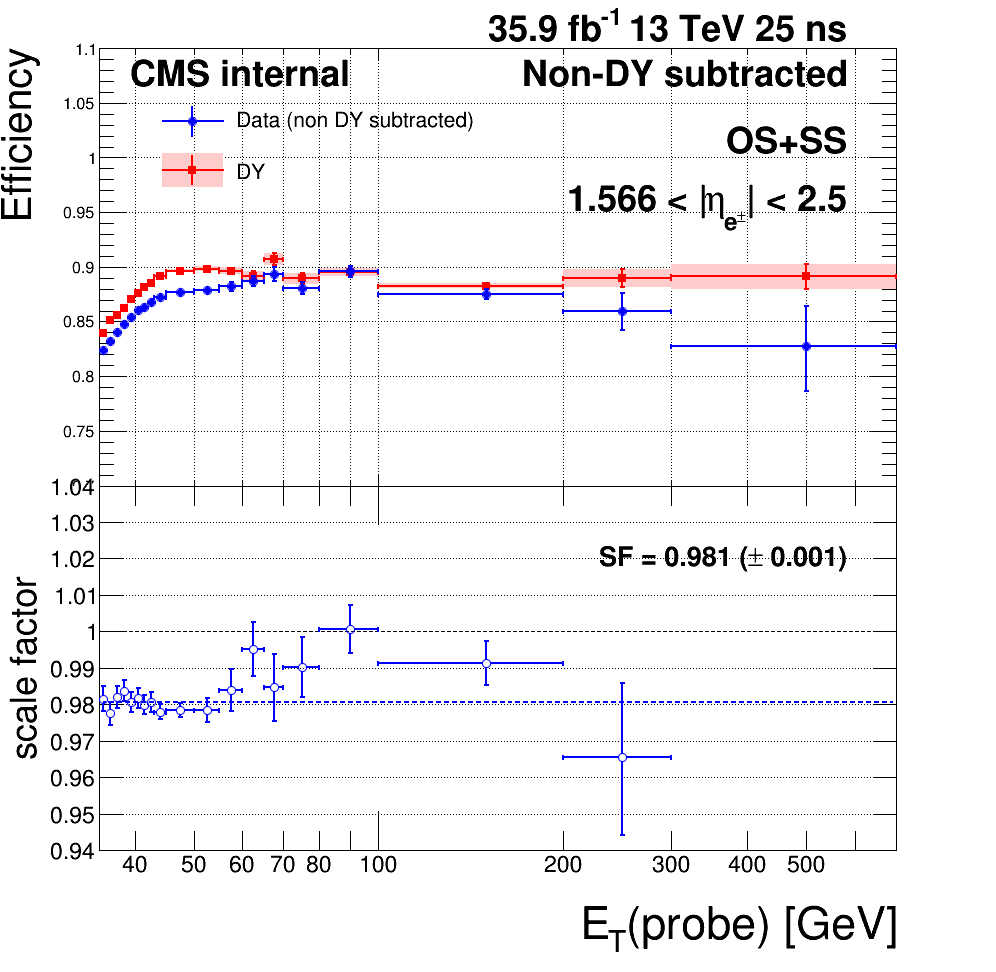 35.9 fb-1 13 TeV 25 ns
CMS internal
Non-DY subtracted
Data (non DY subtracted)
DY
OS+SS
1.566 < |ηe±| < 2.5
Efficiency
1.1
1.05
1
0.95
0.9
0.85
0.8
0.75
SF = 0.981 (± 0.001)
scale factor
1.04
1.03
1.02
1.01
1
0.99
0.98
0.97
0.96
0.95
0.94
40 50 60 70 80 100 200 300 400 500
ET(probe) [GeV]